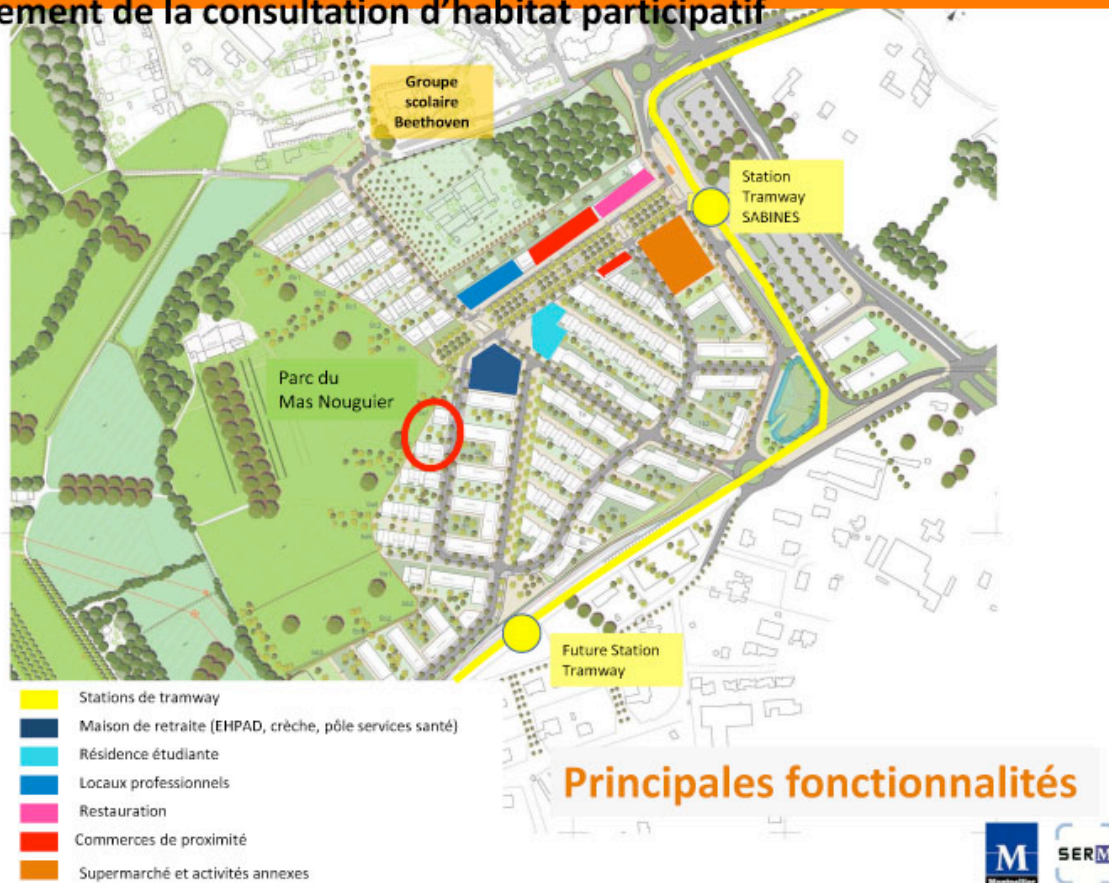 ement de la consultation d'habitat participatif
Groupe
scolaire
Beethoven
Station
Tramway
SABINES
Parc du
Mas Nouguier
Future Station
Tramway
Stations de tramway
Maison de retraite (EHPAD, crèche, pôle services santé)
Résidence étudiante
Locaux professionnels
Restauration
Commerces de proximité
Supermarché et activités annexes
Principales fonctionnalités
M
Montpellier
SERM